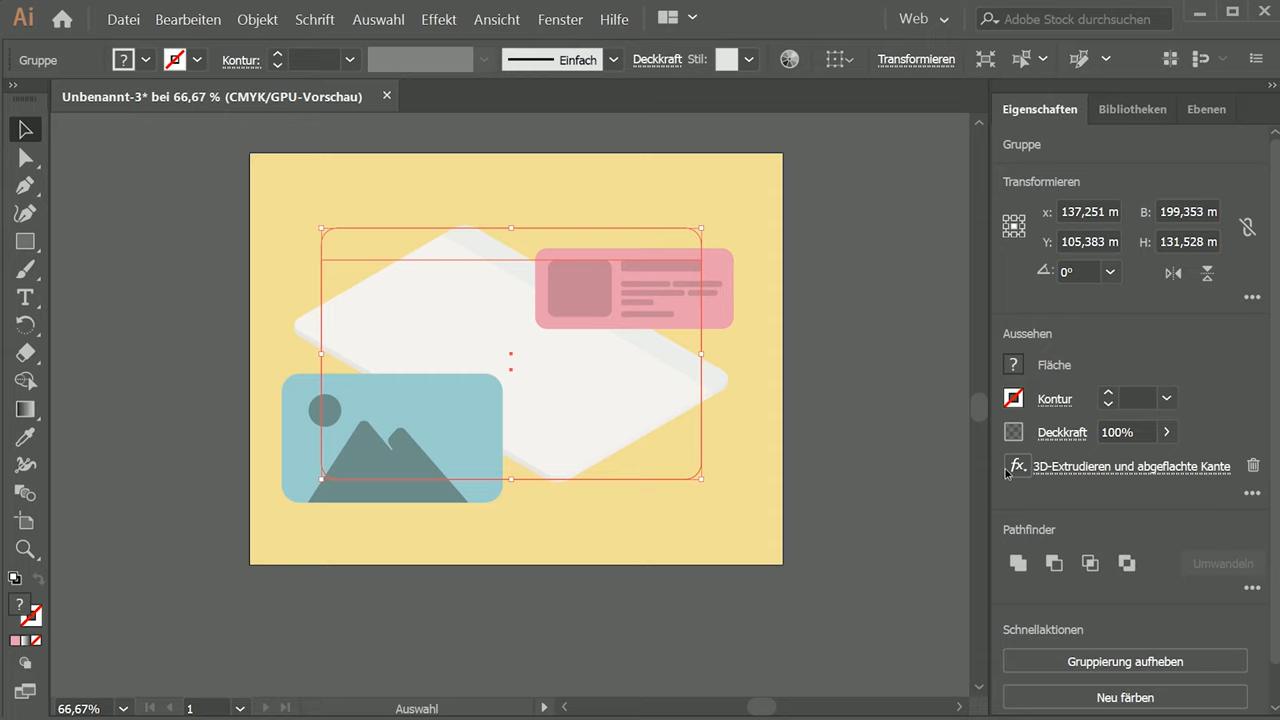 Ai
Datei Bearbeiten Objekt Schrift Auswahl Effekt Ansicht Fenster Hilfe
Web
Adobe Stock durchsuchen
Gruppe
?
Kontur:
Einfach
Deckkraft
Stil:
Transformieren
Unbenannt-3* bei 66,67 % (CMYK/GPU-Vorschau)
Eigenschaften Bibliotheken Ebenen
Gruppe
Transformieren
X: 137,251 m
B: 199,353 m
Y: 105,383 m
H: 131,528 m
0°
Aussehen
? Fläche
Kontur
Deckkraft 100%
fx 3D-Extrudieren und abgeflachte Kante
Pathfinder
Umwandeln
Schnellaktionen
Gruppierung aufheben
Neu färben
T
?
66,67%
1
Auswahl